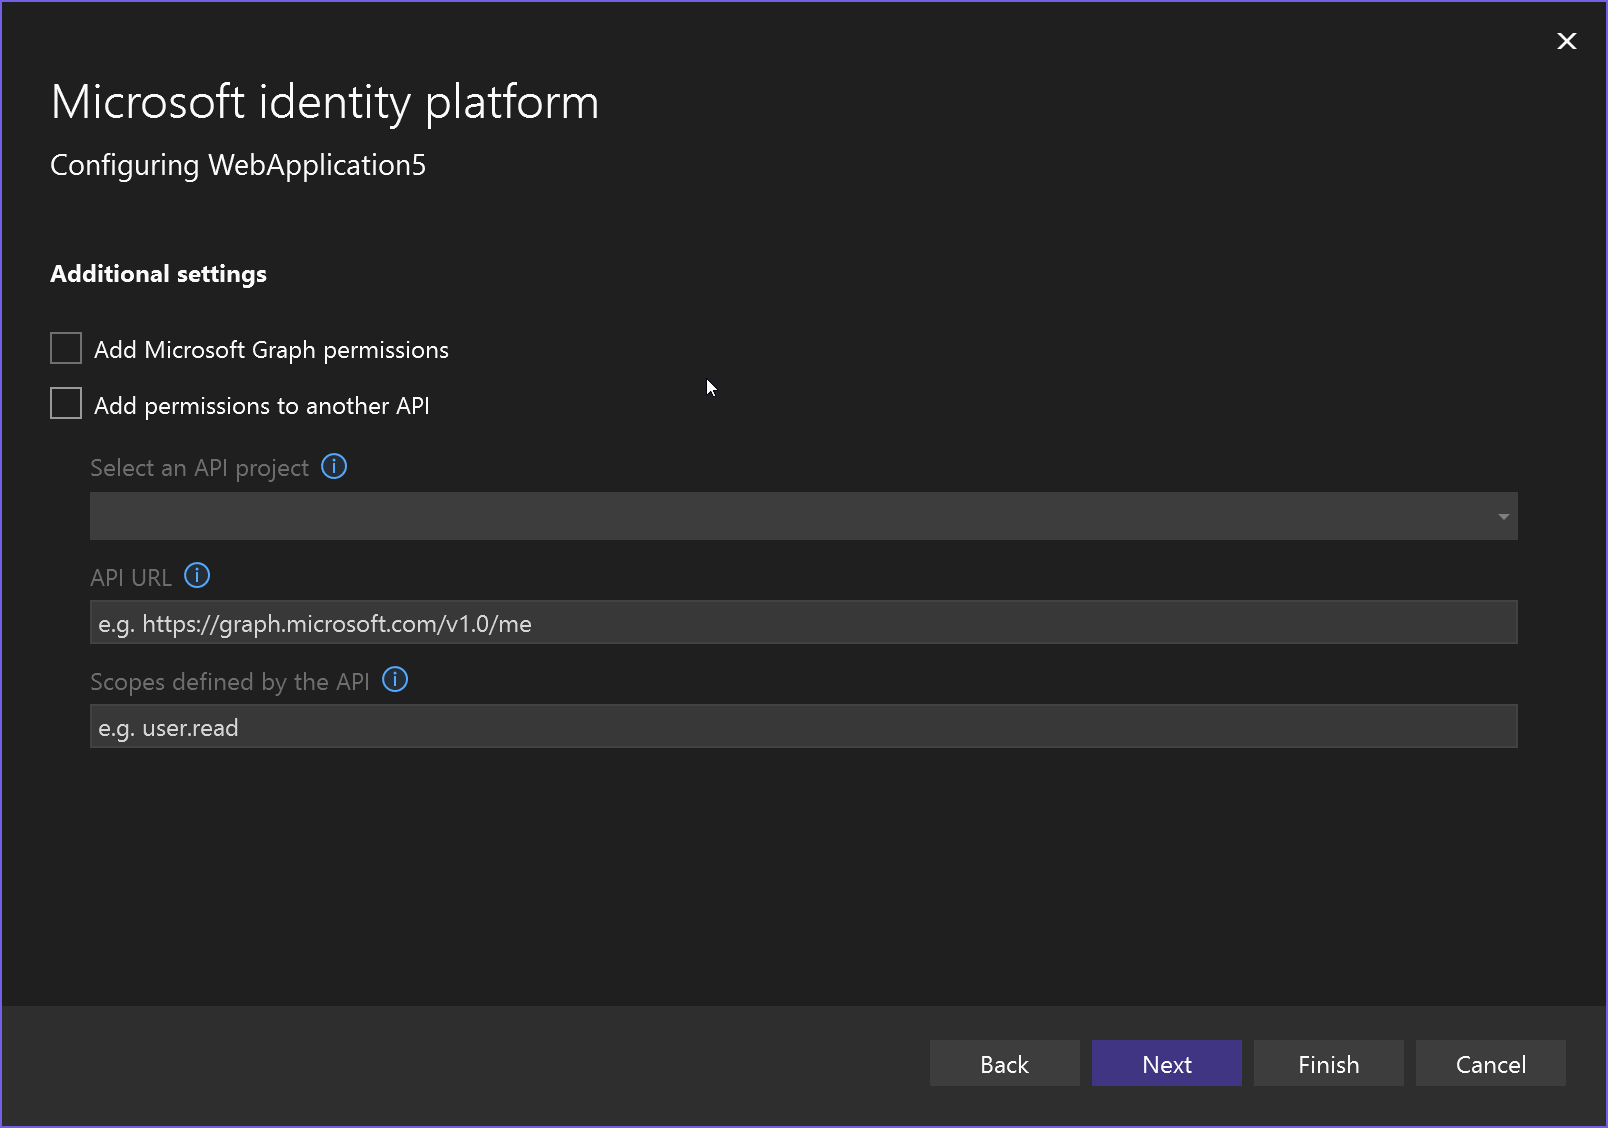 Microsoft identity platform
Configuring WebApplication5
Additional settings
Add Microsoft Graph permissions
Add permissions to another API
Select an API project
API URL
e.g. https://graph.microsoft.com/v1.0/me
Scopes defined by the API
e.g. user.read
Back Next Finish Cancel